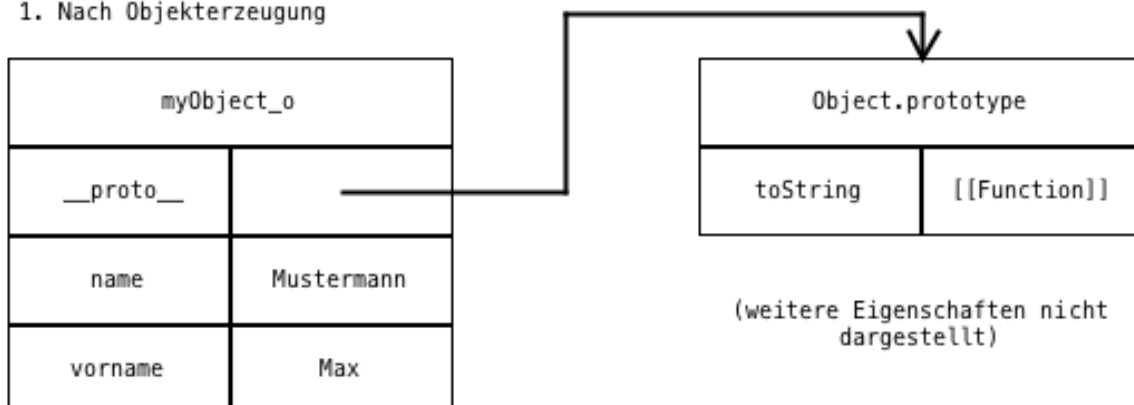 1. Nach Objekterzeugung
myObject_o
Object.prototype
__proto__
toString
[[Function]]
name
Mustermann
(weitere Eigenschaften nicht
dargestellt)
vorname
Max